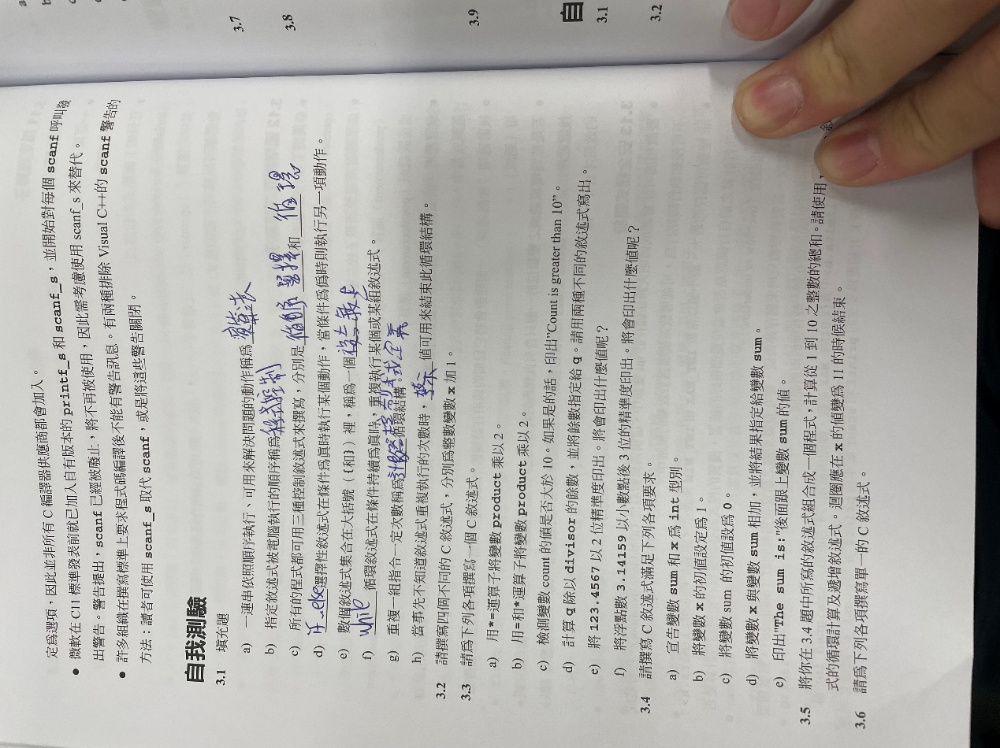 定為選項，因此並非所有 C 編譯器供應商都會加入。
● 微軟在 C11 標準發表前就已加入自有版本的 printf_s 和 scanf_s，並開始對每個 scanf 呼叫發
出警告。警告提出，scanf 已經被廢止，將不再被使用，因此需考慮使用 scanf_s 來替代。
● 許多組織在撰寫標準上要求程式碼編譯後不能有警告訊息。有兩種排除 Visual C++的 scanf 警告的
方法：讀者可使用 scanf_s 取代 scanf，或是將這些警告關閉。
自我測驗
3.1 填充題
a) 一連串依照順序執行、可用來解決問題的動作稱為 演算法
b) 指定敘述式被電腦執行的順序稱為 程式控制
c) 所有的程式都可用三種控制敘述式來撰寫，分別是 循序 選擇 和 循環
d) if…else 選擇性敘述式在條件為真時執行某個動作，當條件為偽時則執行另一項動作。
e) 數個敘述式集合在大括號（{和}）裡，稱為一個
f) while 循環敘述式在條件持續為真時，重複執行某個或某組敘述式。
g) 重複一組指令一定次數稱為 循環結構。
h) 當事先不知道敘述式重複執行的次數時， 值可用來結束此循環結構。
3.2 請撰寫四個不同的 C 敘述式，分別為整數變數 x 加 1。
3.3 請為下列各項撰寫一個 C 敘述式。
a) 用*=運算子將變數 product 乘以 2。
b) 用=和*運算子將變數 product 乘以 2。
c) 檢測變數 count 的值是否大於 10。如果是的話，印出”Count is greater than 10”。
d) 計算 q 除以 divisor 的餘數，並將餘數指定給 q。請用兩種不同的敘述式寫出。
e) 將 123.4567 以 2 位精準度印出。將會印出什麼值呢？
f) 將浮點數 3.14159 以小數點後 3 位的精準度印出。將會印出什麼值呢？
3.4 請撰寫 C 敘述式滿足下列各項要求。
a) 宣告變數 sum 和 x 為 int 型別。
b) 將變數 x 的初值設定為 1。
c) 將變數 sum 的初值設為 0。
d) 將變數 x 與變數 sum 相加，並將結果指定給變數 sum。
e) 印出"The sum is:"後面跟上變數 sum 的值。
3.5 將你在 3.4 題中所寫的敘述式組合成一個程式，計算從 1 到 10 之整數的總和。請使用
式的循環計算及遞增敘述式。迴圈應在 x 的值變為 11 的時候結束。
3.6 請為下列各項撰寫單一的 C 敘述式。
3.7
3.8
3.9
自
3.1
3.2